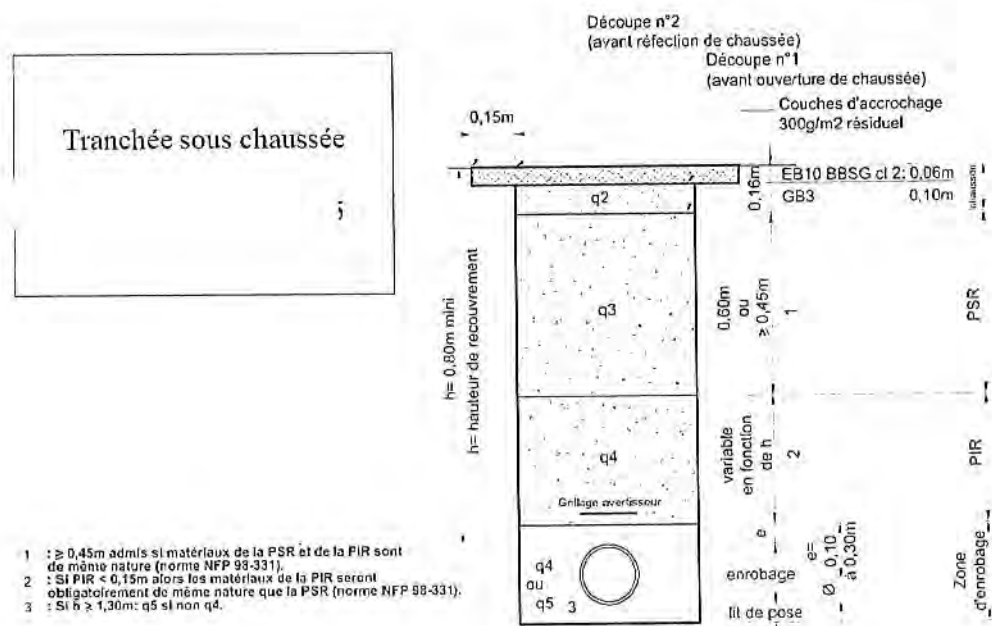 Découpe n°2
(avant réfection de chaussée)
Découpe n°1
(avant ouverture de chaussée)
Couches d'accrochage
300g/m2 résiduel
Tranchée sous chaussée
0,15m
EB10 BBSG cl 2: 0,06m
GB3 0,10m
0,16m
q2
h= 0,80m mini
h= hauteur de recouvrement
q3
0,60m
ou
≥ 0,45m
1
PSR
q4
variable
en fonction
de h
2
PIR
Grillage avertisseur
e
e=
0,10
à 0,30m
Ø
q4
ou
q5
3
enrobage
lit de pose
Zone
d'enrobage
1 : ≥ 0,45m admis si matériaux de la PSR et de la PIR sont
de même nature (norme NFP 98-331).
2 : Si PIR < 0,15m alors les matériaux de la PIR seront
obligatoirement de même nature que la PSR (norme NFP 98-331).
3 : Si h ≥ 1,30m: q5 si non q4.